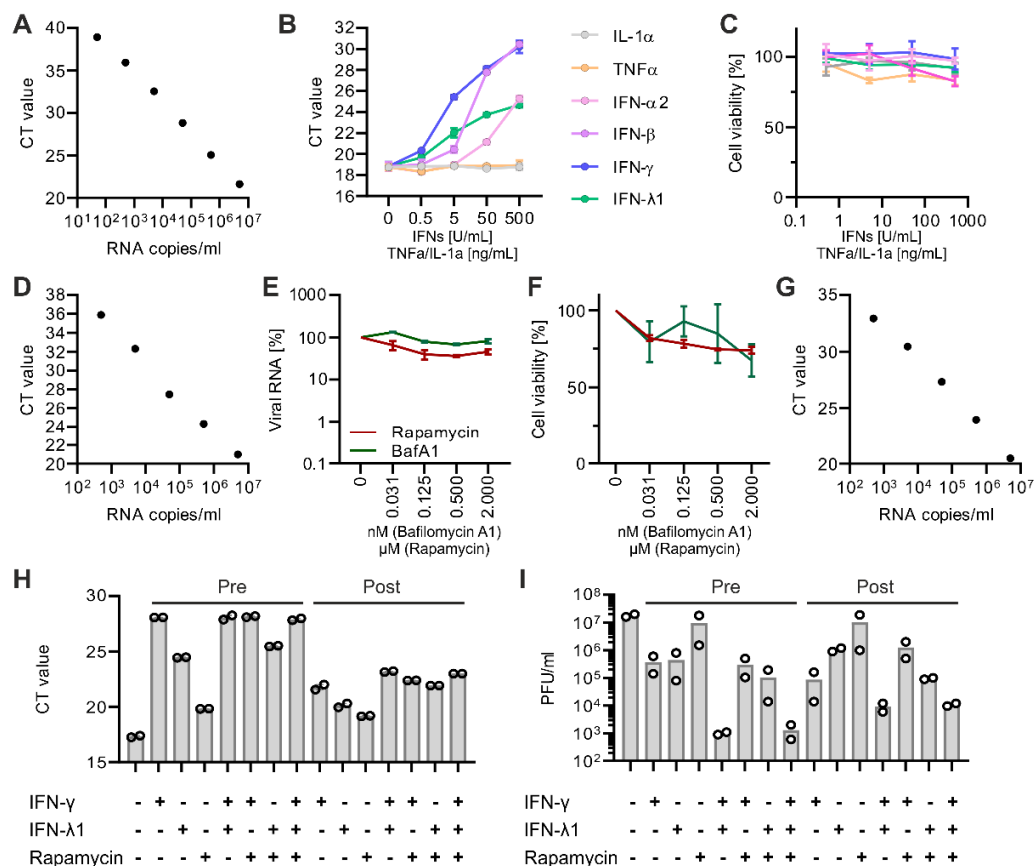 A
CT value
40
35
30
25
20
10¹ 10² 10³ 10⁴ 10⁵ 10⁶ 10⁷
RNA copies/ml
B
CT value
32
30
28
26
24
22
20
18
16
0 0.5 5 50 500
IFNs [U/mL]
TNFa/IL-1a [ng/mL]
IL-1α
TNFα
IFN-α2
IFN-β
IFN-γ
IFN-λ1
C
Cell viability [%]
100
50
0
0.1 1 10 100 1000
IFNs [U/mL]
TNFa/IL-1a [ng/mL]
D
CT value
38
36
34
32
30
28
26
24
22
20
10² 10³ 10⁴ 10⁵ 10⁶ 10⁷
RNA copies/ml
E
Viral RNA [%]
100
10
1
0.1
Rapamycin
BafA1
0 0.031 0.125 0.500 2.000
nM (Bafilomycin A1)
µM (Rapamycin)
F
Cell viability [%]
100
75
50
25
0
0 0.031 0.125 0.500 2.000
nM (Bafilomycin A1)
µM (Rapamycin)
G
CT value
35
30
25
20
10² 10³ 10⁴ 10⁵ 10⁶ 10⁷
RNA copies/ml
H
Pre Post
CT value
30
25
20
15
IFN-γ - + - - + + - + + - - + + - +
IFN-λ1 - - + - + - + + - + - + - + +
Rapamycin - - - + - + + + - - + - + + +
I
Pre Post
PFU/ml
10⁸
10⁷
10⁶
10⁵
10⁴
10³
10²
IFN-γ - + - - + + - + + - - + + - +
IFN-λ1 - - + - + - + + - + - + - + +
Rapamycin - - - + - + + + - - + - + + +